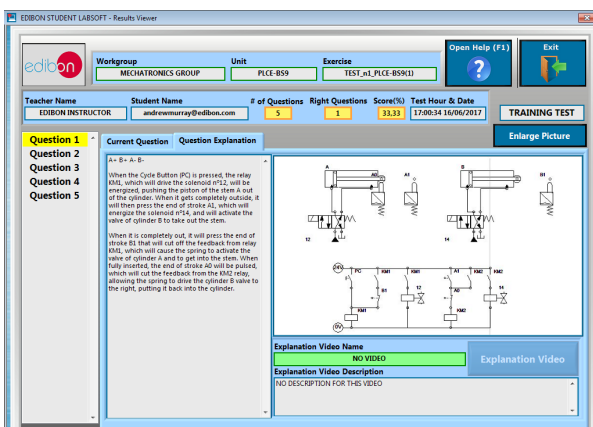 EDIBON STUDENT LABSOFT - Results Viewer
edibon
Workgroup
MECHATRONICS GROUP
Unit
PLCE-BS9
Exercise
TEST_n1_PLCE-BS9(1)
Open Help (F1)
?
Exit
Teacher Name
EDIBON INSTRUCTOR
Student Name
andrewmurray@edibon.com
# of Questions
5
Right Questions
1
Score(%)
33,33
Test Hour & Date
17:00:34 16/06/2017
TRAINING TEST
Enlarge Picture
Question 1
Question 2
Question 3
Question 4
Question 5
Current Question
Question Explanation
A+ B+ A- B-
When the Cycle Button (PC) is pressed, the relay
KM1, which will drive the solenoid nº12, will be
energized, pushing the piston of the stem A out
of the cylinder. When it gets completely outside, it
will then press the end of stroke A1, which will
energize the solenoid nº14, and will activate the
valve of cylinder B to take out the stem.
When it is completely out, it will press the end of
stroke B1 that will cut off the feedback from relay
KM1, which will cause the spring to activate the
valve of cylinder A and to get into the stem. When
fully inserted, the end of stroke A0 will be pulsed,
which will cut the feedback from the KM2 relay,
allowing the spring to drive the cylinder B valve to
the right, putting it back into the cylinder.
A
A0
A1
B
B1
12
14
24V
PC
KM1
KM1
A1
KM2
KM2
B1
12
A0
14
KM1
KM2
0V
Explanation Video Name
NO VIDEO
Explanation Video
Explanation Video Description
NO DESCRIPTION FOR THIS VIDEO